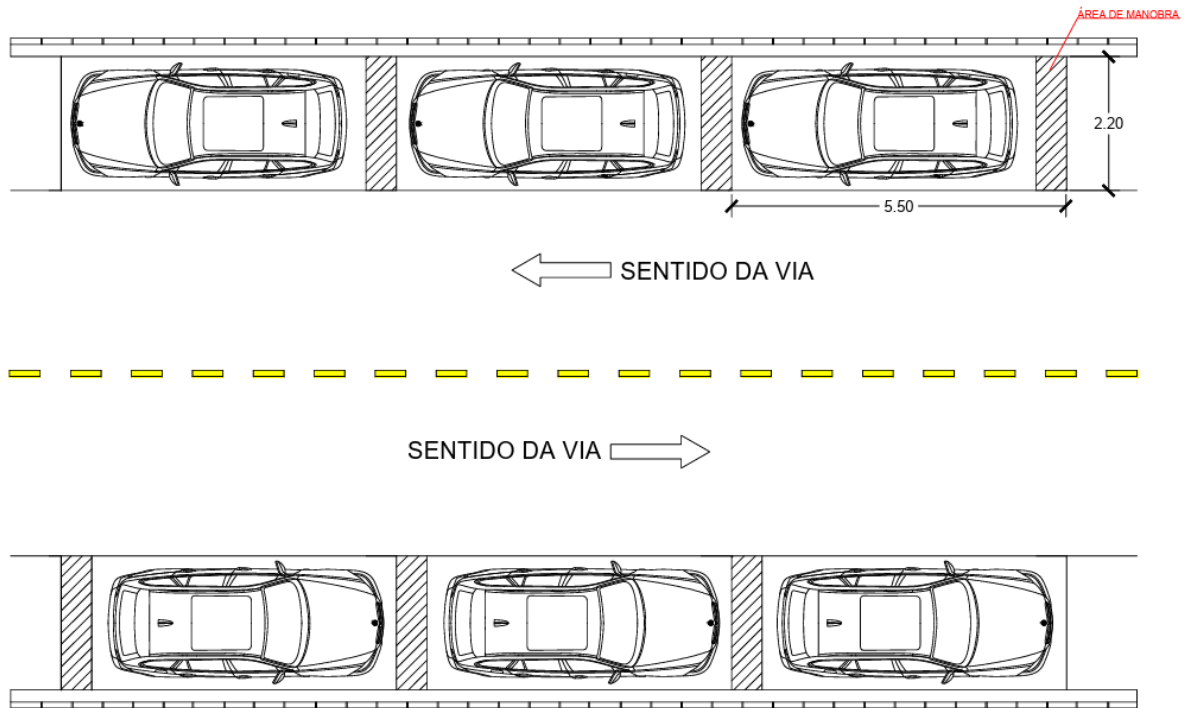 ÁREA DE MANOBRA
2.20
5.50
SENTIDO DA VIA
SENTIDO DA VIA